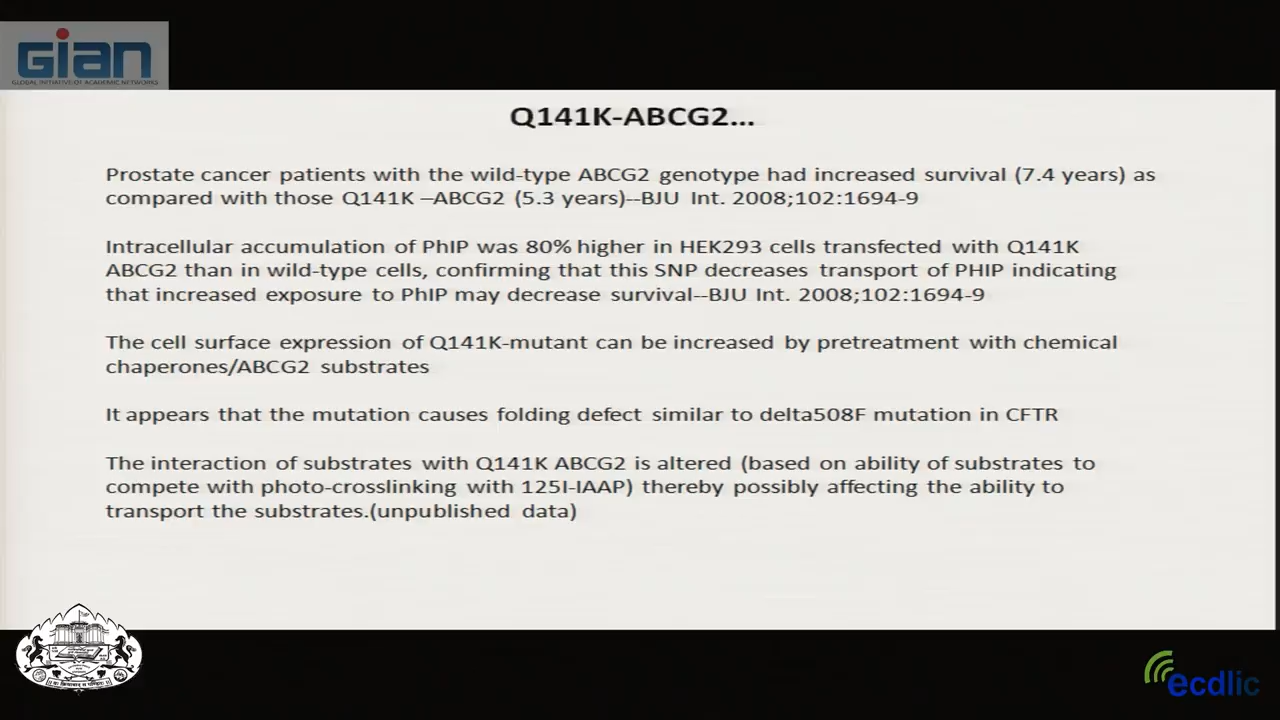 GIAN
GLOBAL INITIATIVE OF ACADEMIC NETWORKS
Q141K-ABCG2...
Prostate cancer patients with the wild-type ABCG2 genotype had increased survival (7.4 years) as
compared with those Q141K –ABCG2 (5.3 years)--BJU Int. 2008;102:1694-9
Intracellular accumulation of PhIP was 80% higher in HEK293 cells transfected with Q141K
ABCG2 than in wild-type cells, confirming that this SNP decreases transport of PHIP indicating
that increased exposure to PhIP may decrease survival--BJU Int. 2008;102:1694-9
The cell surface expression of Q141K-mutant can be increased by pretreatment with chemical
chaperones/ABCG2 substrates
It appears that the mutation causes folding defect similar to delta508F mutation in CFTR
The interaction of substrates with Q141K ABCG2 is altered (based on ability of substrates to
compete with photo-crosslinking with 125I-IAAP) thereby possibly affecting the ability to
transport the substrates.(unpublished data)
ecdlic